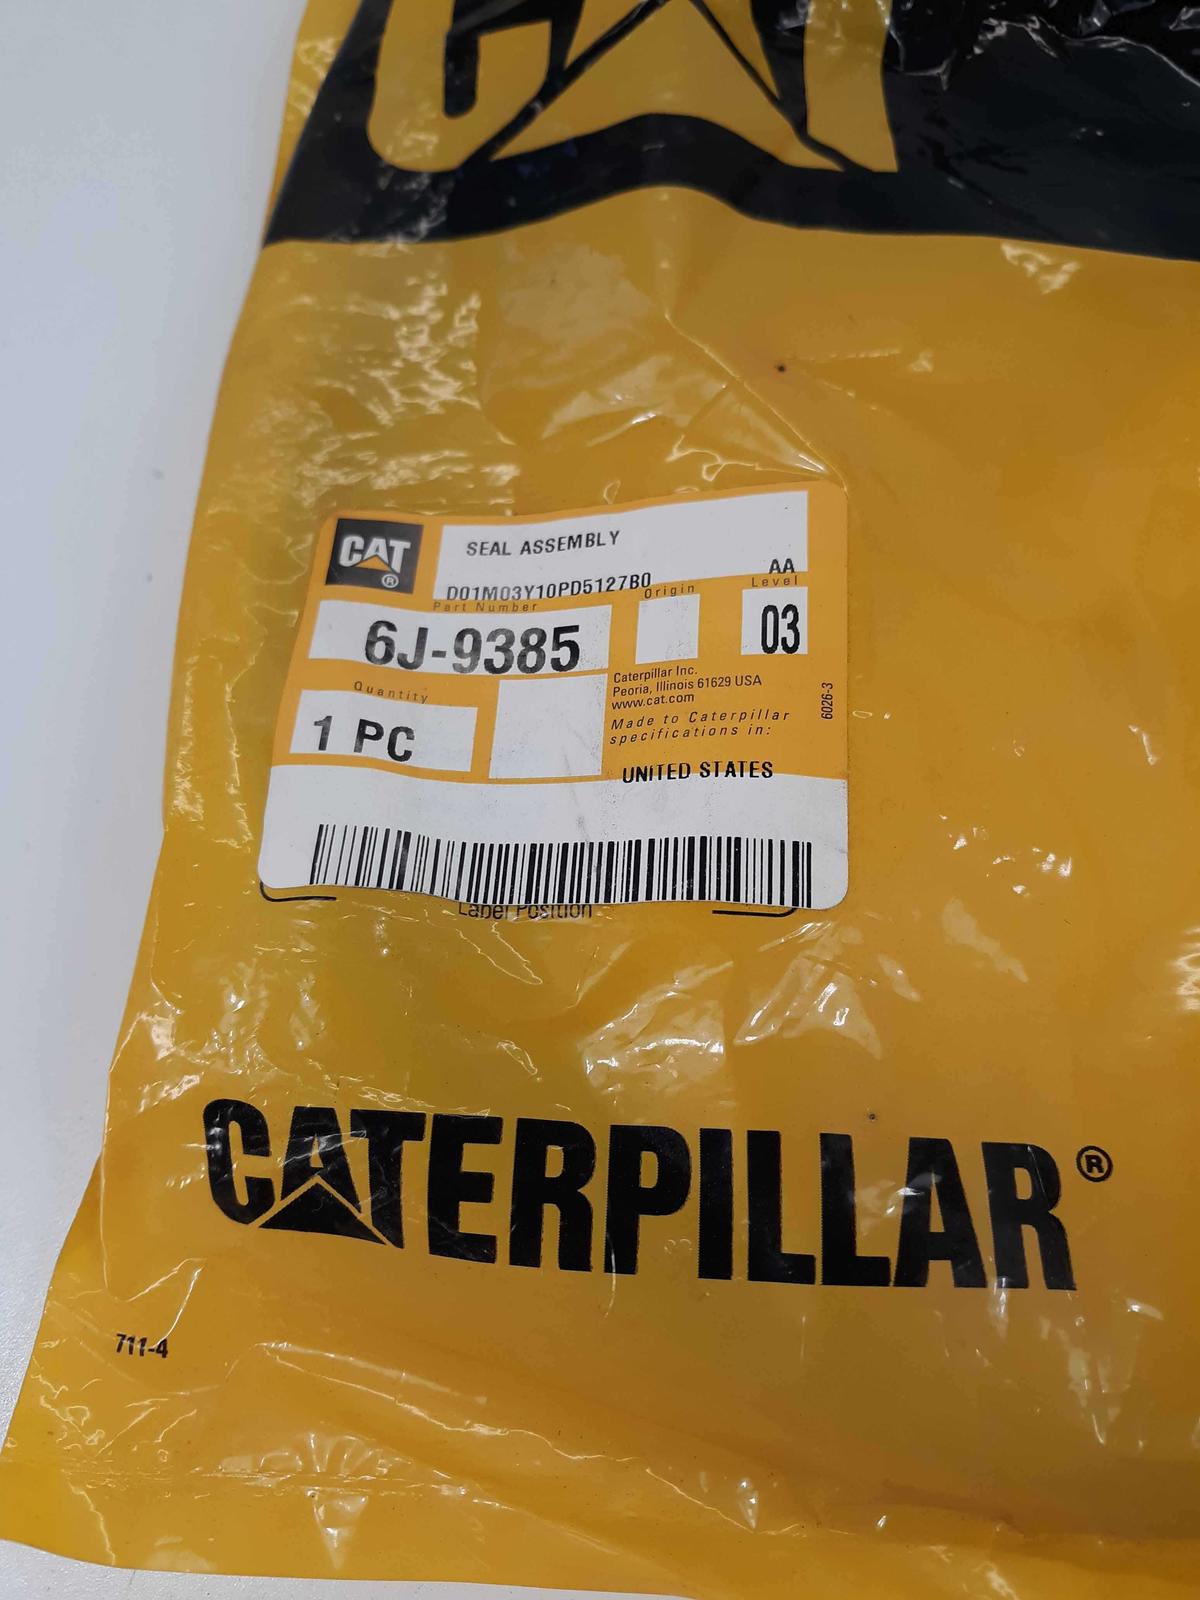 CAT
CAT
®
SEAL ASSEMBLY
D01M03Y10PD5127B0
AA
Part Number
Origin
Level
6J-9385
03
Quantity
1 PC
Caterpillar Inc.
Peoria, Illinois 61629 USA
www.cat.com
Made to Caterpillar
specifications in:
6026-3
UNITED STATES
Label Position
CATERPILLAR®
711-4